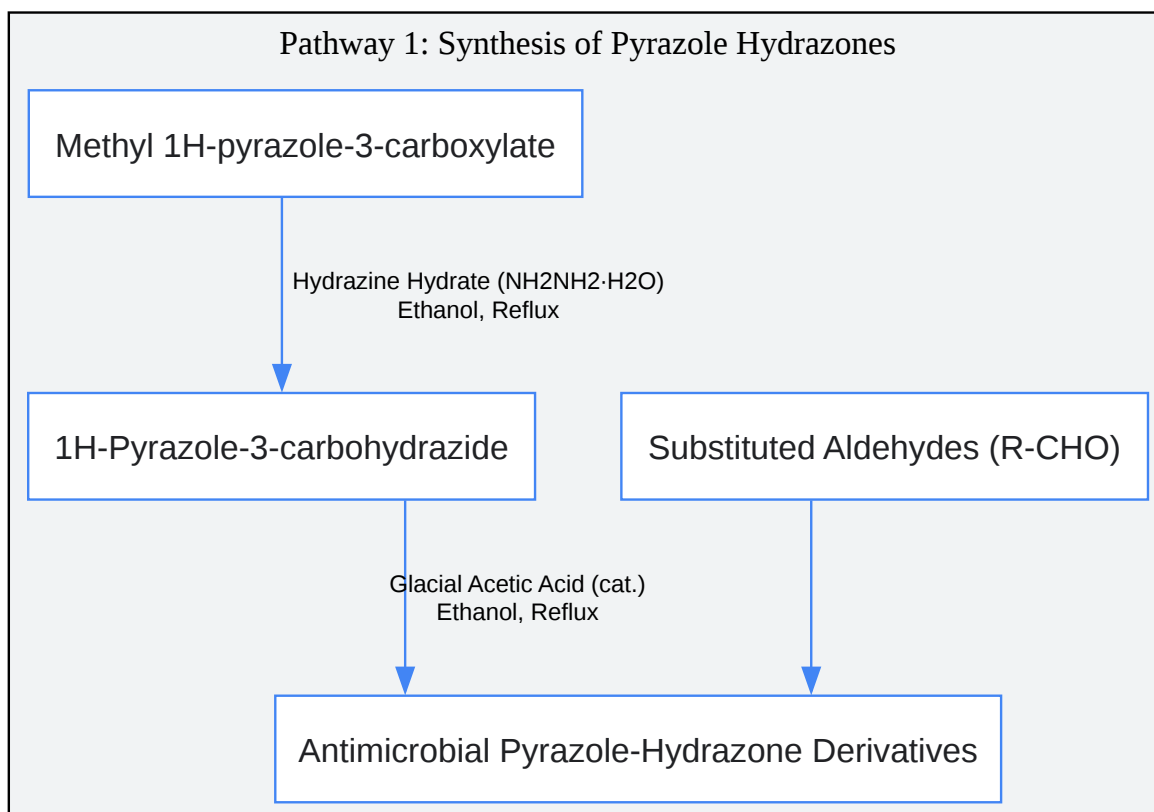 Pathway 1: Synthesis of Pyrazole Hydrazones
Methyl 1H-pyrazole-3-carboxylate
Hydrazine Hydrate (NH2NH2·H2O)
Ethanol, Reflux
1H-Pyrazole-3-carbohydrazide
Substituted Aldehydes (R-CHO)
Glacial Acetic Acid (cat.)
Ethanol, Reflux
Antimicrobial Pyrazole-Hydrazone Derivatives